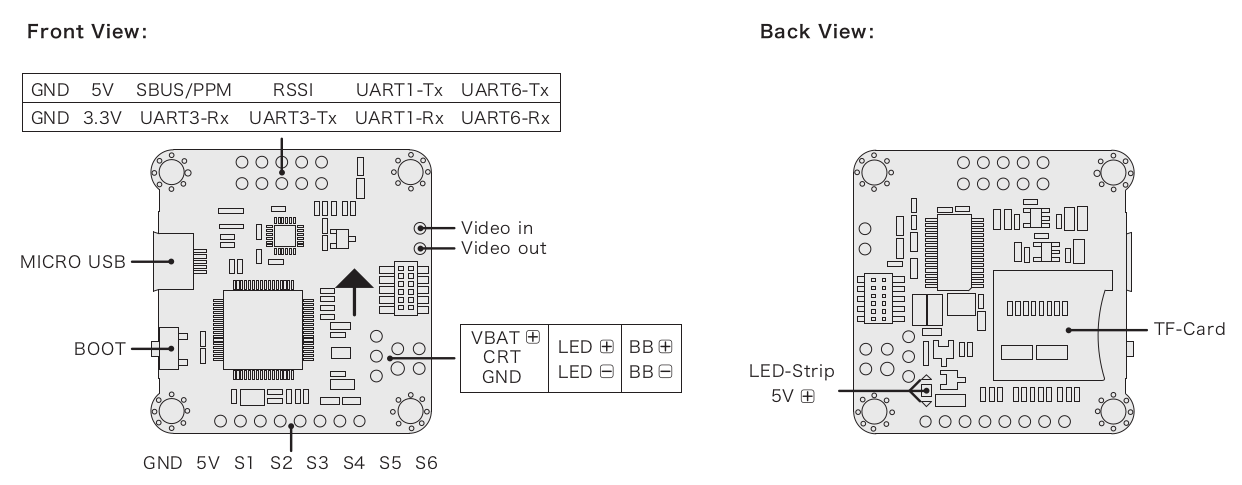 Front View:
Back View:
GND 5V SBUS/PPM RSSI UART1-Tx UART6-Tx
GND 3.3V UART3-Rx UART3-Tx UART1-Rx UART6-Rx
Video in
Video out
MICRO USB
BOOT
VBAT +
CRT
GND
LED +
LED −
BB +
BB −
GND 5V S1 S2 S3 S4 S5 S6
TF-Card
LED-Strip
5V +